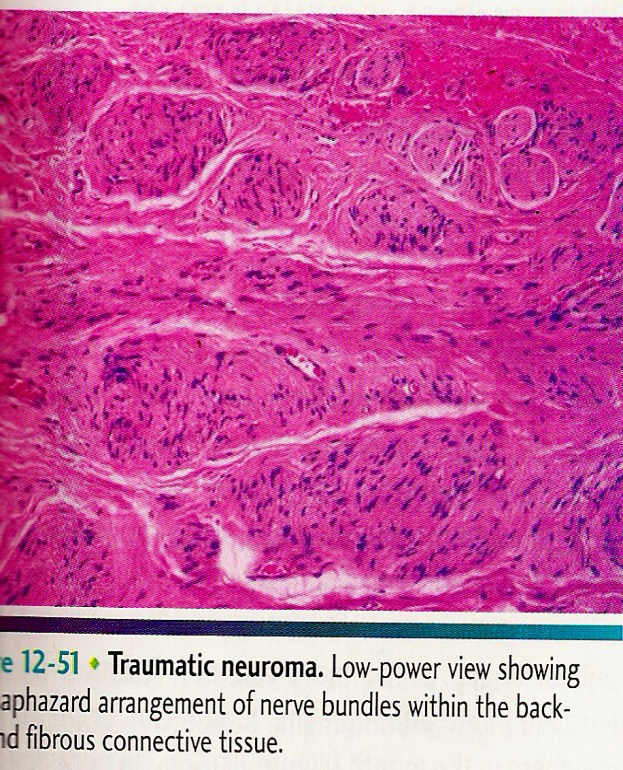 e 12-51 ♦ Traumatic neuroma. Low-power view showing
aphazard arrangement of nerve bundles within the back-
nd fibrous connective tissue.